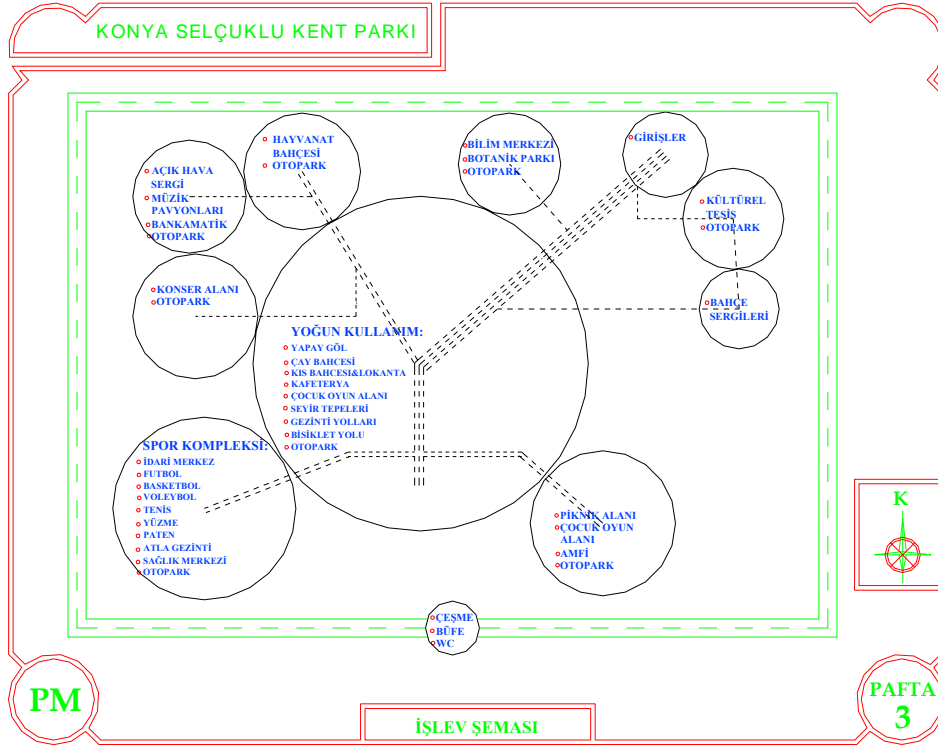 KONYA SELÇUKLU KENT PARKI
HAYVANAT
BAHÇESİ
OTOPARK
BİLİM MERKEZİ
BOTANİK PARKI
OTOPARK
GİRİŞLER
AÇIK HAVA
SERGİ
MÜZİK
PAVYONLARI
BANKAMATİK
OTOPARK
KÜLTÜREL
TESİS
OTOPARK
KONSER ALANI
OTOPARK
BAHÇE
SERGİLERİ
YOĞUN KULLANIM:
YAPAY GÖL
ÇAY BAHCESİ
KIS BAHCESI&LOKANTA
KAFETERYA
ÇOCUK OYUN ALANI
SEYİR TEPELERİ
GEZİNTİ YOLLARI
BİSİKLET YOLU
OTOPARK
SPOR KOMPLEKSİ:
İDARİ MERKEZ
FUTBOL
BASKETBOL
VOLEYBOL
TENİS
YÜZME
PATEN
ATLA GEZİNTİ
SAĞLIK MERKEZİ
OTOPARK
PİKNİK ALANI
ÇOCUK OYUN
ALANI
AMFİ
OTOPARK
K
ÇEŞME
BÜFE
WC
PM
İŞLEV ŞEMASI
PAFTA
3